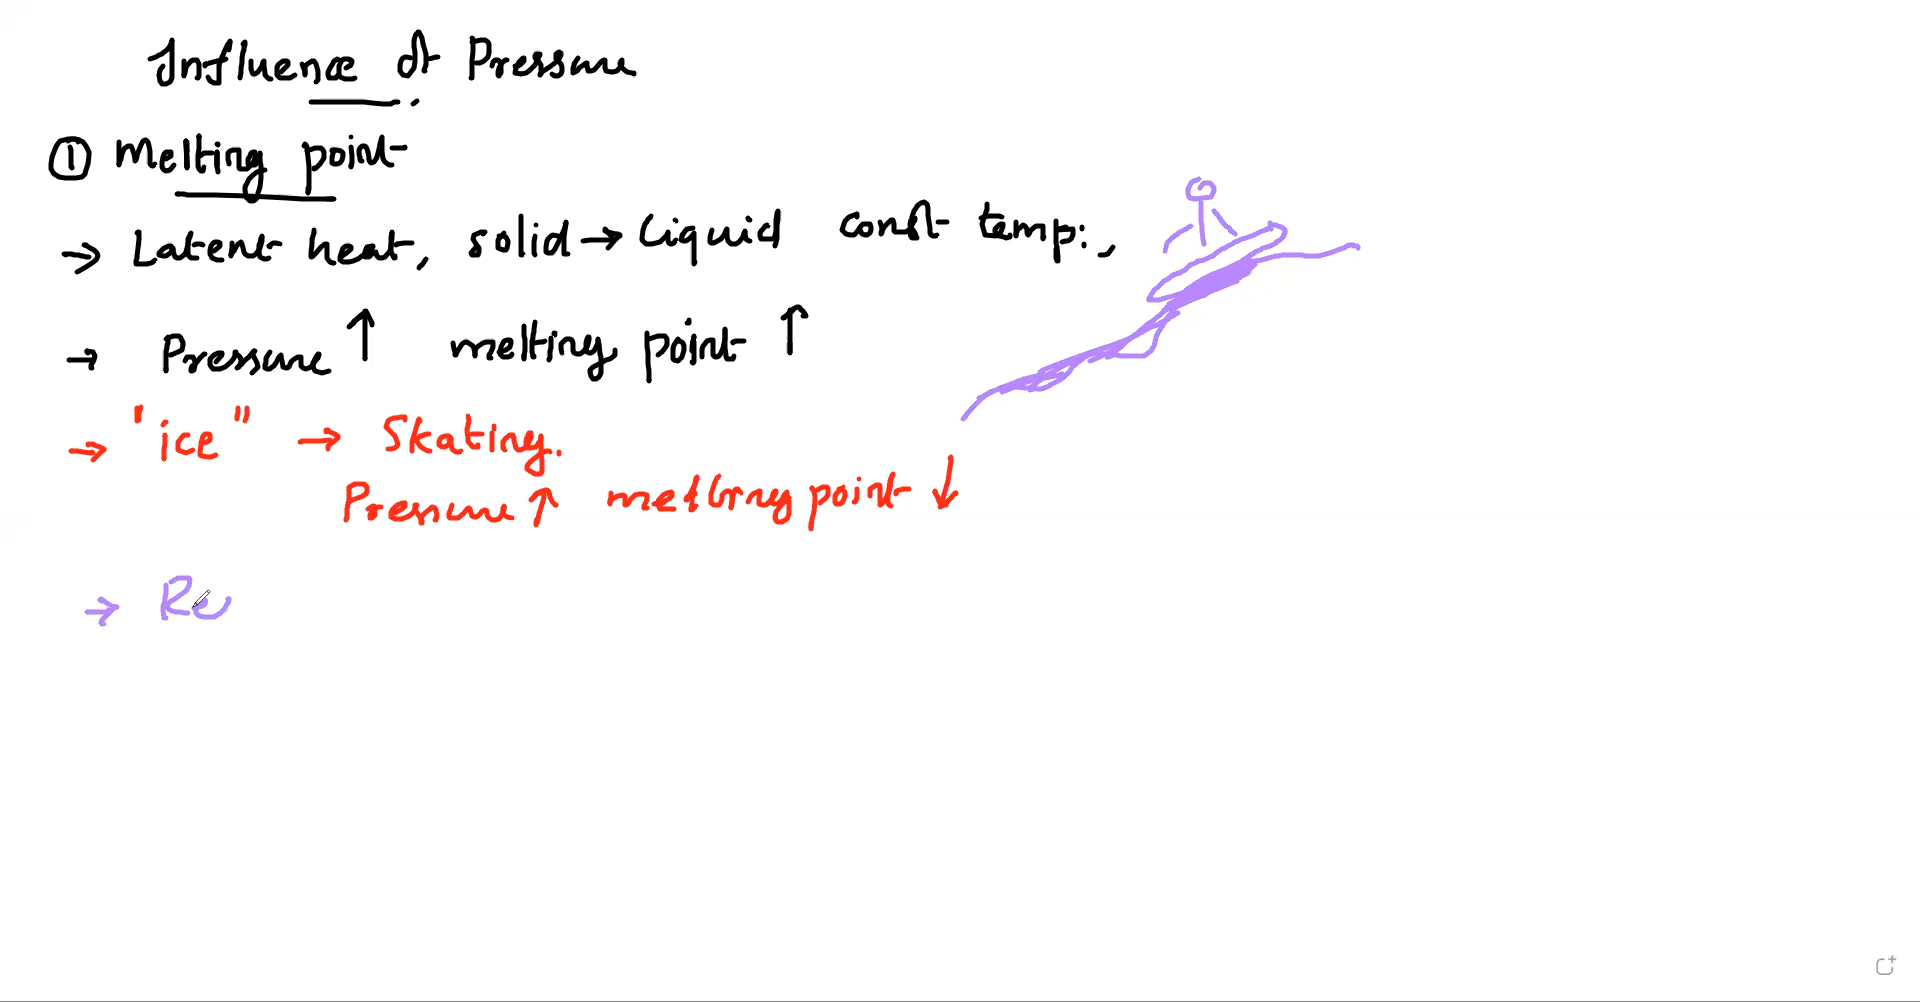 Influence of Pressure
① Melting point
→ Latent heat, solid → Liquid const temp:,
→ Pressure ↑ melting point ↑
→ "ice" → Skating.
Pressure ↑ melting point ↓
→ Re